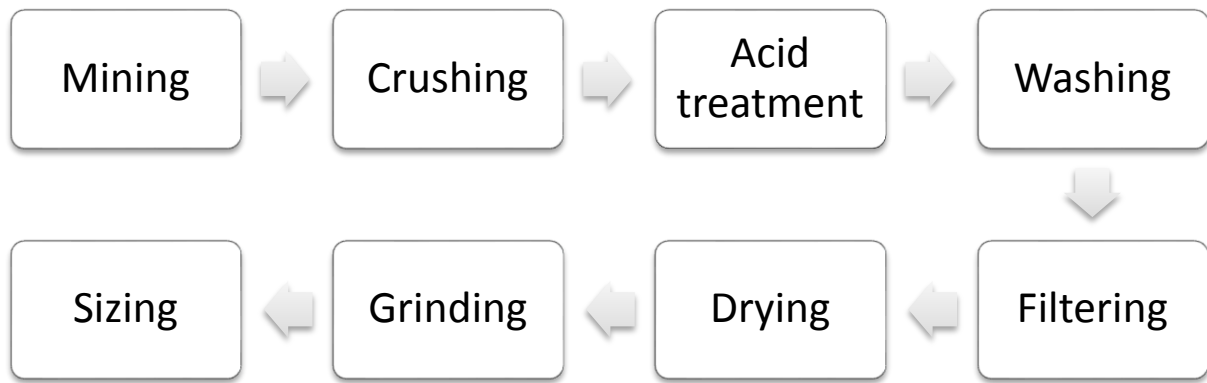 Mining
Crushing
Acid
treatment
Washing
Filtering
Drying
Grinding
Sizing